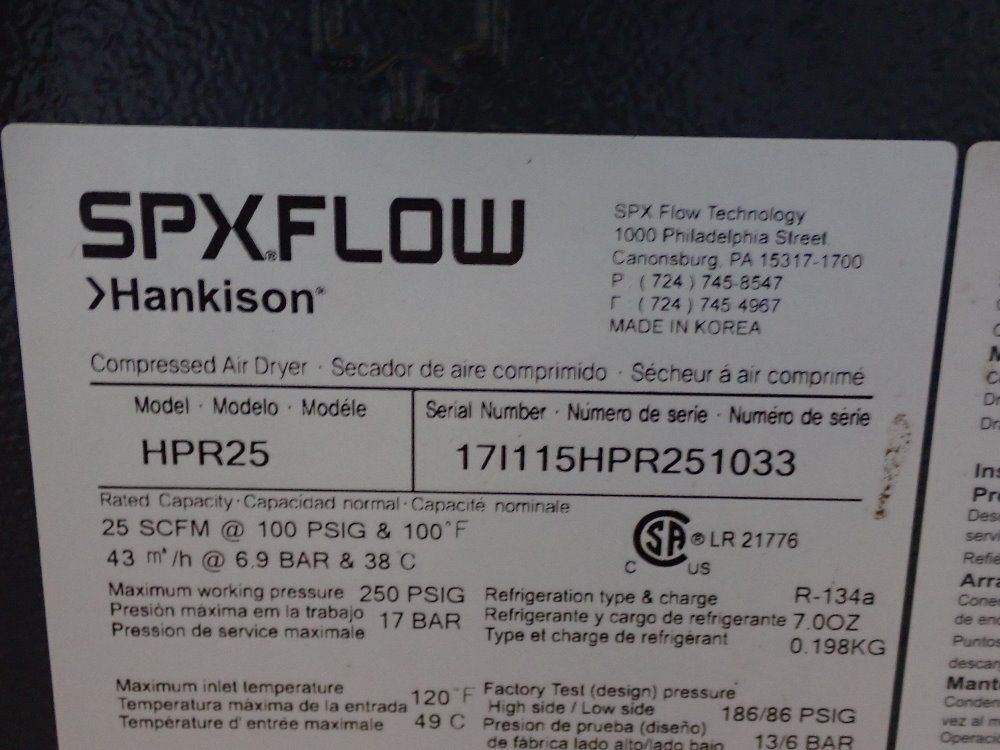 SPXFLOW
>Hankison®
SPX Flow Technology
1000 Philadelphia Street
Canonsburg, PA 15317-1700
P ( 724 ) 745-8547
F ( 724 ) 745 4967
MADE IN KOREA
Compressed Air Dryer · Secador de aire comprimido · Sécheur á air comprimé
Model · Modelo · Modéle
HPR25
Serial Number · Número de serie · Numéro de série
17I115HPR251033
Rated Capacity · Capacidad normal · Capacité nominale
25 SCFM @ 100 PSIG & 100°F
43 m³/h @ 6.9 BAR & 38 C
CSA® LR 21776
C US
Maximum working pressure 250 PSIG
Presión máxima em la trabajo 17 BAR
Pression de service maximale
Refrigeration type & charge R-134a
Refrigerante y cargo de refrigerante 7.0OZ
Type et charge de refrigérant 0.198KG
Maximum inlet temperature 120°F
Temperatura máxima de la entrada
Température d' entrée maximale 49 C
Factory Test (design) pressure
High side / Low side 186/86 PSIG
Presion de prueba (diseño)
de fábrica lado alto/lado bajo 13/6 BAR